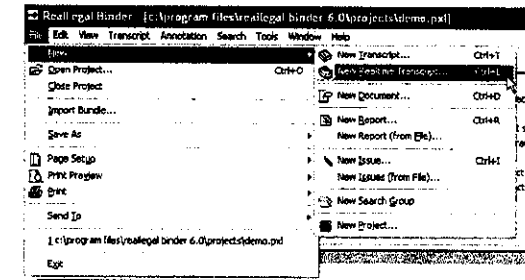 RealLegal Binder - [c:\program files\reallegal binder 6.0\projects\demo.pxl]
File Edit View Transcript Annotation Search Tools Window Help
New
Open Project... Ctrl+O
Close Project
Import Bundle...
Save As
Page Setup
Print Preview
Print
Send To
1 c:\program files\reallegal binder 6.0\projects\demo.pxl
Exit
New Transcript... Ctrl+T
New Realtime Transcript... Ctrl+L
New Document... Ctrl+D
New Report... Ctrl+R
New Report (from File)...
New Issue... Ctrl+I
New Issues (from File)...
New Search Group
New Project...